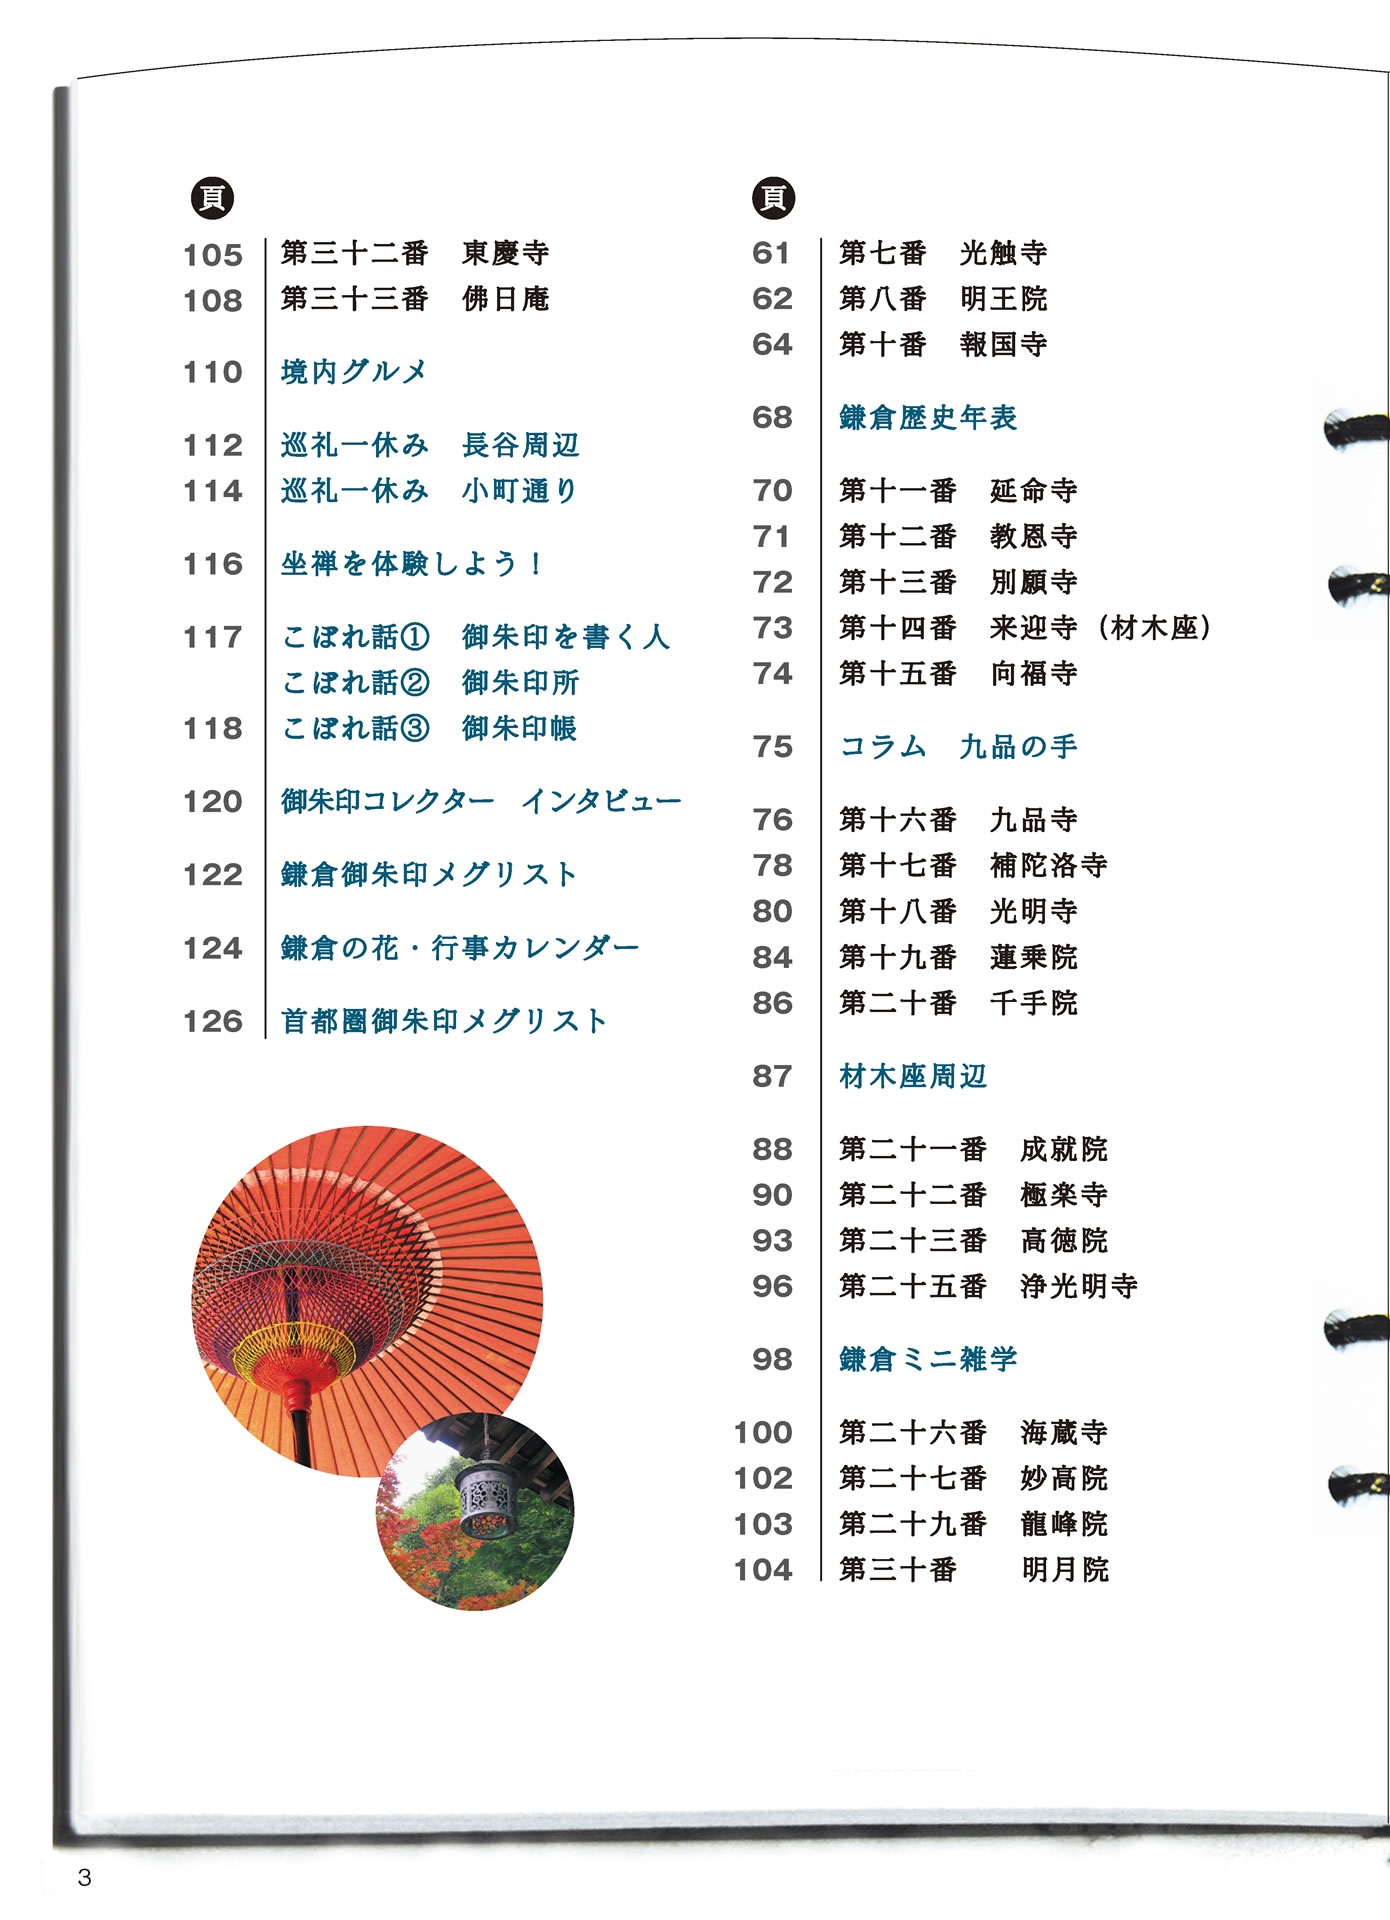 頁
61 第七番 光触寺
62 第八番 明王院
64 第十番 報国寺
68 鎌倉歴史年表
70 第十一番 延命寺
71 第十二番 教恩寺
72 第十三番 別願寺
73 第十四番 来迎寺（材木座）
74 第十五番 向福寺
75 コラム 九品の手
76 第十六番 九品寺
78 第十七番 補陀洛寺
80 第十八番 光明寺
84 第十九番 蓮乗院
86 第二十番 千手院
87 材木座周辺
88 第二十一番 成就院
90 第二十二番 極楽寺
93 第二十三番 高徳院
96 第二十五番 浄光明寺
98 鎌倉ミニ雑学
100 第二十六番 海蔵寺
102 第二十七番 妙高院
103 第二十九番 龍峰院
104 第三十番 明月院
頁
105 第三十二番 東慶寺
108 第三十三番 佛日庵
110 境内グルメ
112 巡礼一休み 長谷周辺
114 巡礼一休み 小町通り
116 坐禅を体験しよう！
117 こぼれ話① 御朱印を書く人
こぼれ話② 御朱印所
118 こぼれ話③ 御朱印帳
120 御朱印コレクター インタビュー
122 鎌倉御朱印メグリスト
124 鎌倉の花・行事カレンダー
126 首都圏御朱印メグリスト
3